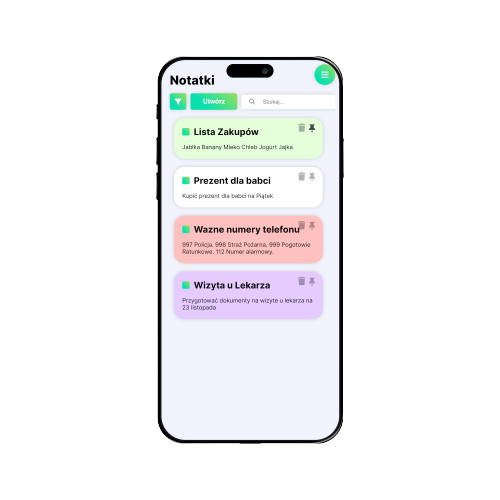 Notatki
Utwórz
Szukaj...
Lista Zakupów
Jabłka Banany Mleko Chleb Jogurt Jajka
Prezent dla babci
Kupić prezent dla babci na Piątek
Wazne numery telefonu
997 Policja, 998 Straż Pożarna, 999 Pogotowie
Ratunkowe, 112 Numer alarmowy.
Wizyta u Lekarza
Przygotować dokumenty na wizyte u lekarza na
23 listopada